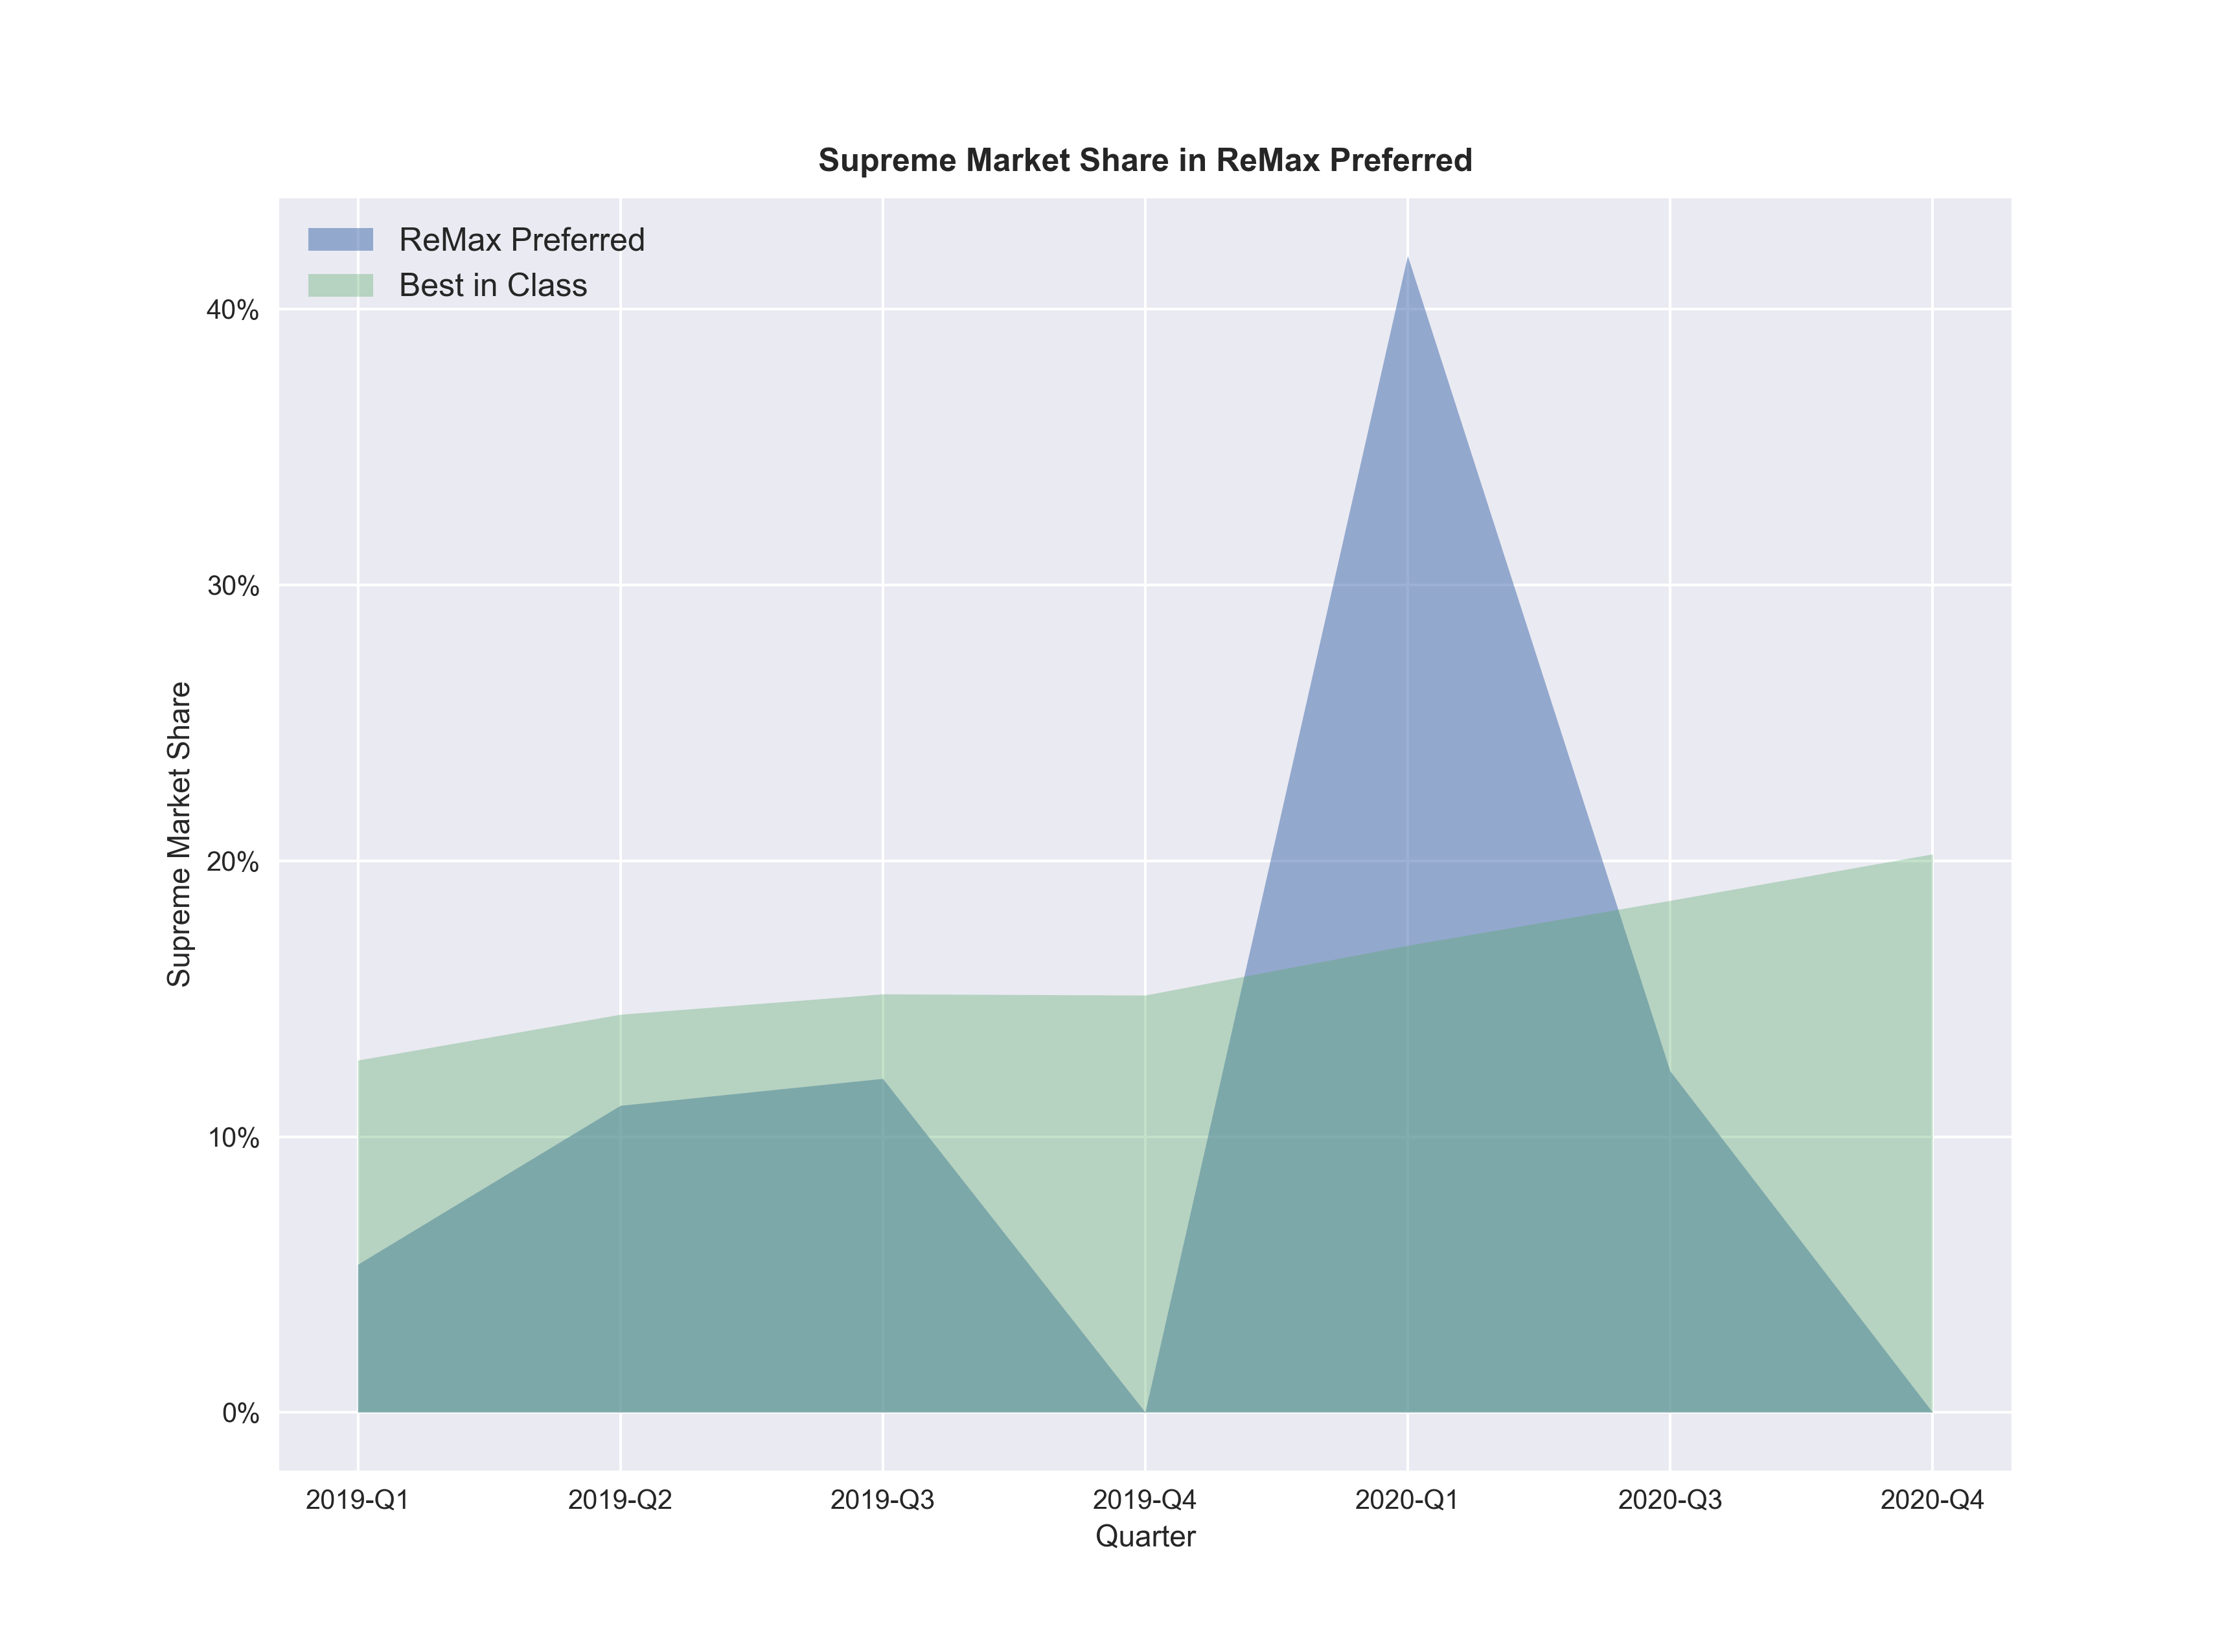 Supreme Market Share in ReMax Preferred
ReMax Preferred
Best in Class
40%
30%
20%
10%
0%
Supreme Market Share
2019-Q1 2019-Q2 2019-Q3 2019-Q4 2020-Q1 2020-Q3 2020-Q4
Quarter